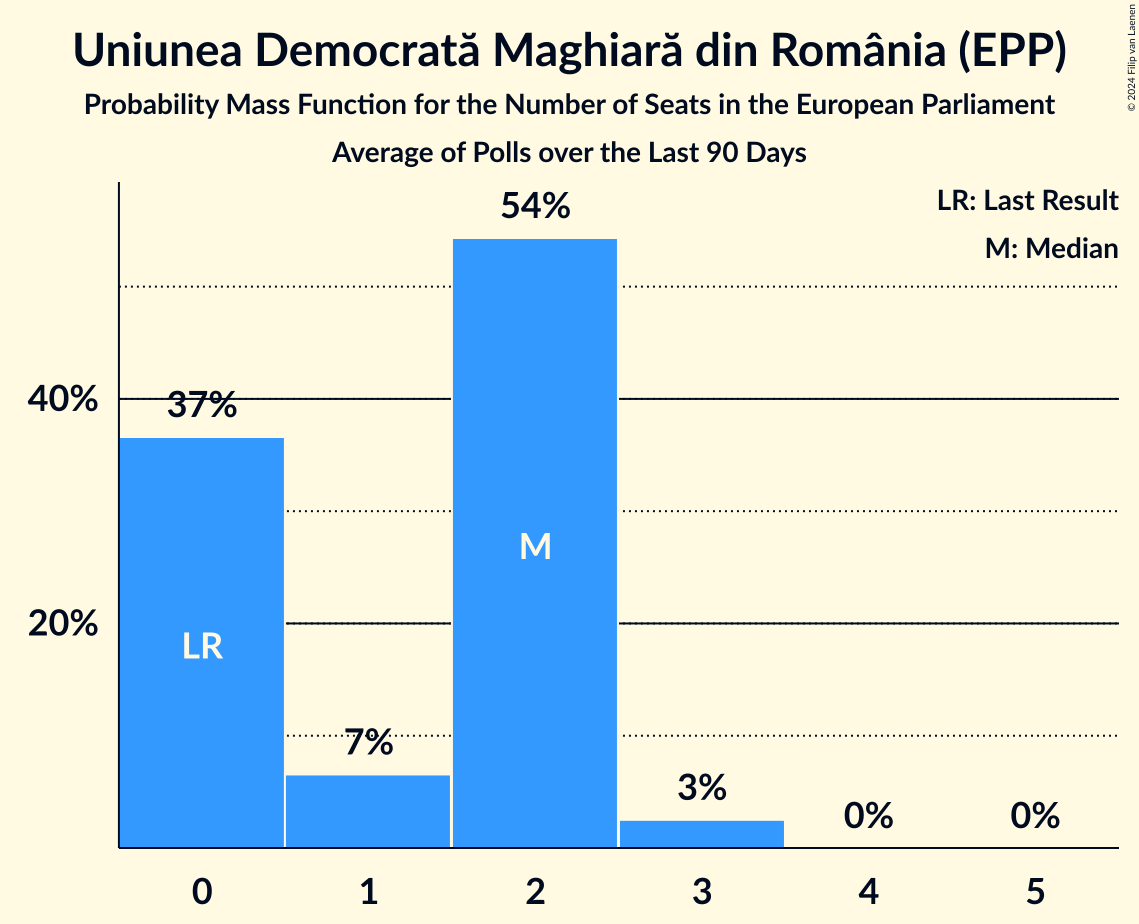 Uniunea Democrată Maghiară din România (EPP)
Probability Mass Function for the Number of Seats in the European Parliament
Average of Polls over the Last 90 Days
© 2024 Filip van Laenen
LR: Last Result
M: Median
54%
40%
37%
M
20%
LR
7%
3%
0%
0%
0 1 2 3 4 5